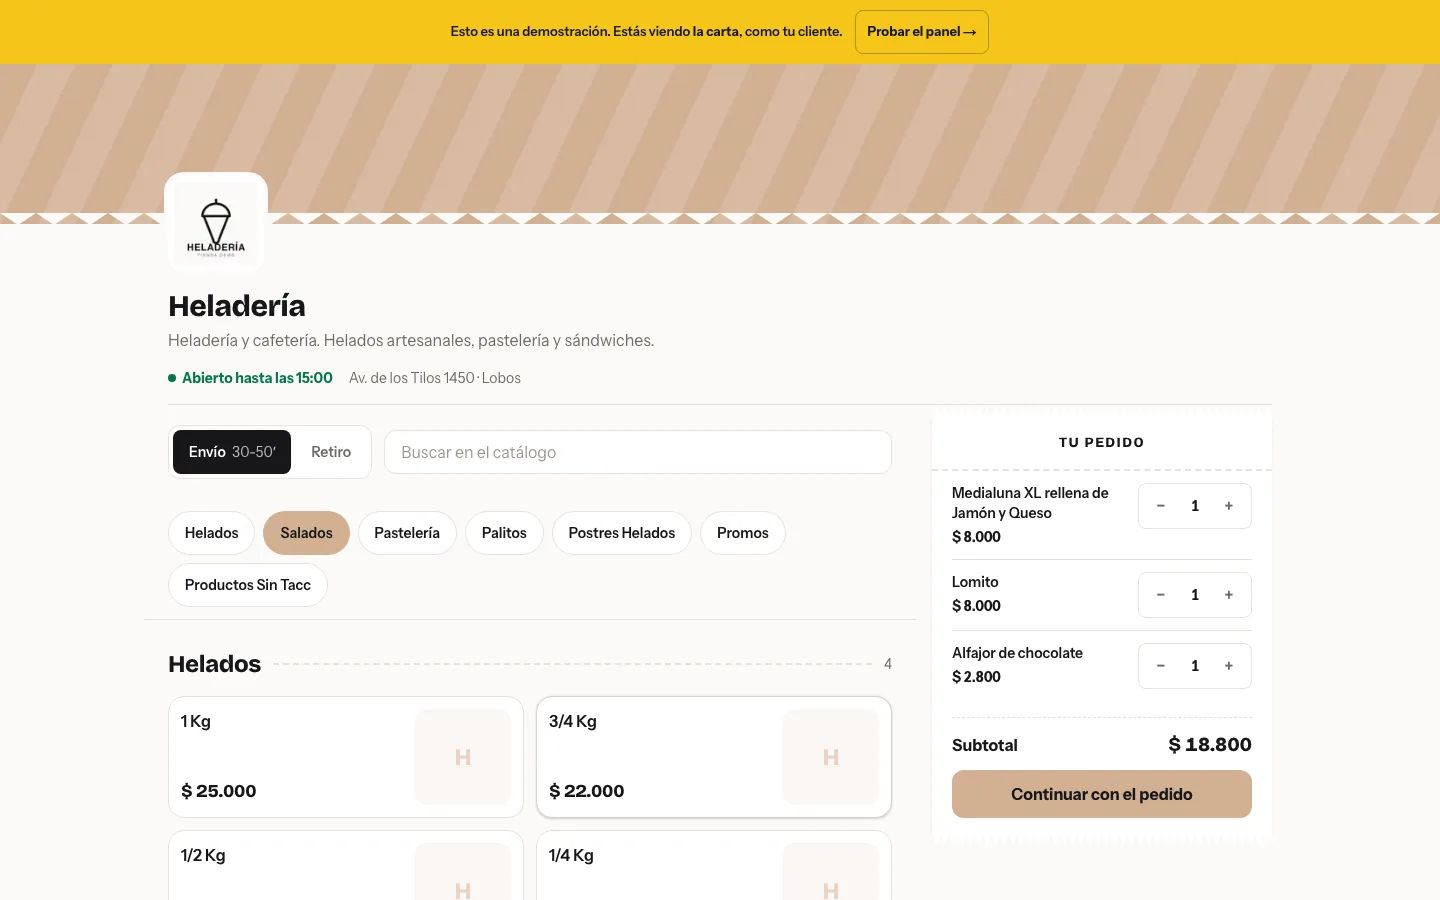 Esto es una demostración. Estás viendo la carta, como tu cliente.
Probar el panel →
HELADERÍA
TIENDA DEMO
Heladería
Heladería y cafetería. Helados artesanales, pastelería y sándwiches.
Abierto hasta las 15:00
Av. de los Tilos 1450 · Lobos
Envío 30-50'
Retiro
Buscar en el catálogo
Helados
Salados
Pastelería
Palitos
Postres Helados
Promos
Productos Sin Tacc
Helados
4
1 Kg
H
$ 25.000
3/4 Kg
H
$ 22.000
1/2 Kg
H
1/4 Kg
H
TU PEDIDO
Medialuna XL rellena de
Jamón y Queso
$ 8.000
− 1 +
Lomito
$ 8.000
− 1 +
Alfajor de chocolate
$ 2.800
− 1 +
Subtotal
$ 18.800
Continuar con el pedido